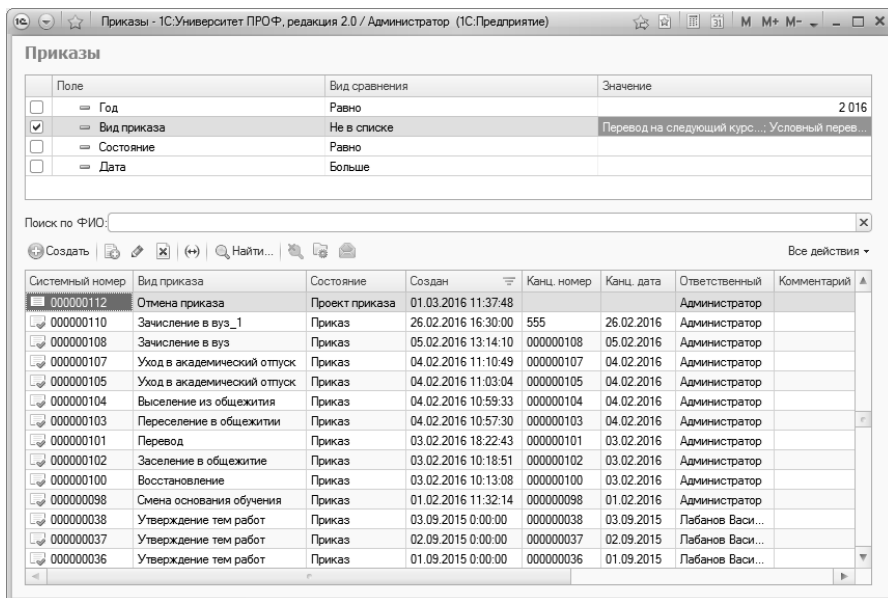 Приказы - 1С:Университет ПРОФ, редакция 2.0 / Администратор (1С:Предприятие) M M+ M-
Приказы
Поле Вид сравнения Значение
Год Равно 2 016
Вид приказа Не в списке Перевод на следующий курс...; Условный перев...
Состояние Равно
Дата Больше
Поиск по ФИО:
Создать Найти... Все действия
Системный номер Вид приказа Состояние Создан Канц. номер Канц. дата Ответственный Комментарий
000000112 Отмена приказа Проект приказа 01.03.2016 11:37:48 Администратор
000000110 Зачисление в вуз_1 Приказ 26.02.2016 16:30:00 555 26.02.2016 Администратор
000000108 Зачисление в вуз Приказ 05.02.2016 13:14:10 000000108 05.02.2016 Администратор
000000107 Уход в академический отпуск Приказ 04.02.2016 11:10:49 000000107 04.02.2016 Администратор
000000105 Уход в академический отпуск Приказ 04.02.2016 11:03:04 000000105 04.02.2016 Администратор
000000104 Выселение из общежития Приказ 04.02.2016 10:59:33 000000104 04.02.2016 Администратор
000000103 Переселение в общежитии Приказ 04.02.2016 10:57:30 000000103 04.02.2016 Администратор
000000101 Перевод Приказ 03.02.2016 18:22:43 000000101 03.02.2016 Администратор
000000102 Заселение в общежитие Приказ 03.02.2016 10:18:51 000000102 03.02.2016 Администратор
000000100 Восстановление Приказ 03.02.2016 10:13:08 000000100 03.02.2016 Администратор
000000098 Смена основания обучения Приказ 01.02.2016 11:32:14 000000098 01.02.2016 Администратор
000000038 Утверждение тем работ Приказ 03.09.2015 0:00:00 000000038 03.09.2015 Лабанов Васи...
000000037 Утверждение тем работ Приказ 02.09.2015 0:00:00 000000037 02.09.2015 Лабанов Васи...
000000036 Утверждение тем работ Приказ 01.09.2015 0:00:00 000000036 01.09.2015 Лабанов Васи...